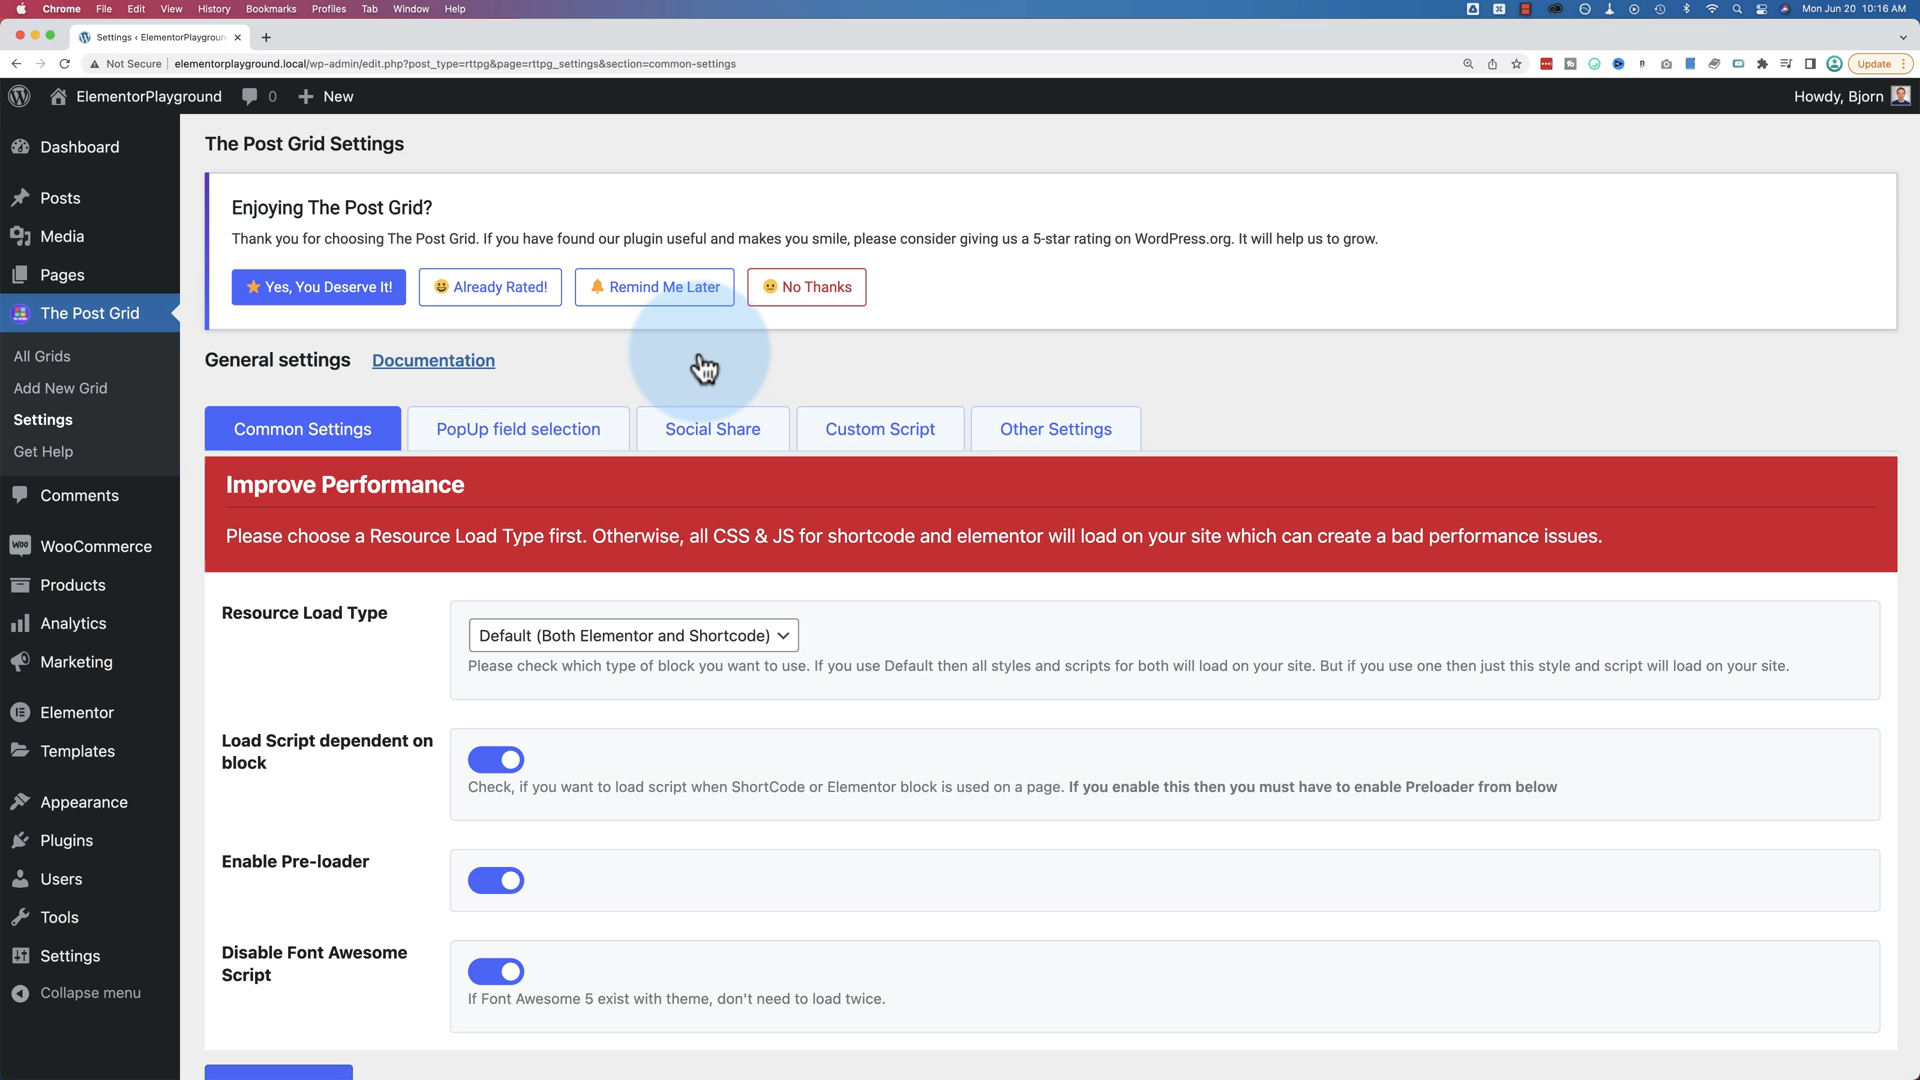 Chrome File Edit View History Bookmarks Profiles Tab Window Help
Mon Jun 20 10:16 AM
Settings ‹ ElementorPlaygroun
Not Secure elementorplayground.local/wp-admin/edit.php?post_type=rttpg&page=rttpg_settings&section=common-settings
Update
ElementorPlayground 0 New
Howdy, Bjorn
Dashboard
Posts
Media
Pages
The Post Grid
All Grids
Add New Grid
Settings
Get Help
Comments
WooCommerce
Products
Analytics
Marketing
Elementor
Templates
Appearance
Plugins
Users
Tools
Settings
Collapse menu
The Post Grid Settings
Enjoying The Post Grid?
Thank you for choosing The Post Grid. If you have found our plugin useful and makes you smile, please consider giving us a 5-star rating on WordPress.org. It will help us to grow.
Yes, You Deserve It! Already Rated! Remind Me Later No Thanks
General settings Documentation
Common Settings PopUp field selection Social Share Custom Script Other Settings
Improve Performance
Please choose a Resource Load Type first. Otherwise, all CSS & JS for shortcode and elementor will load on your site which can create a bad performance issues.
Resource Load Type
Default (Both Elementor and Shortcode)
Please check which type of block you want to use. If you use Default then all styles and scripts for both will load on your site. But if you use one then just this style and script will load on your site.
Load Script dependent on
block
Check, if you want to load script when ShortCode or Elementor block is used on a page. If you enable this then you must have to enable Preloader from below
Enable Pre-loader
Disable Font Awesome
Script
If Font Awesome 5 exist with theme, don't need to load twice.